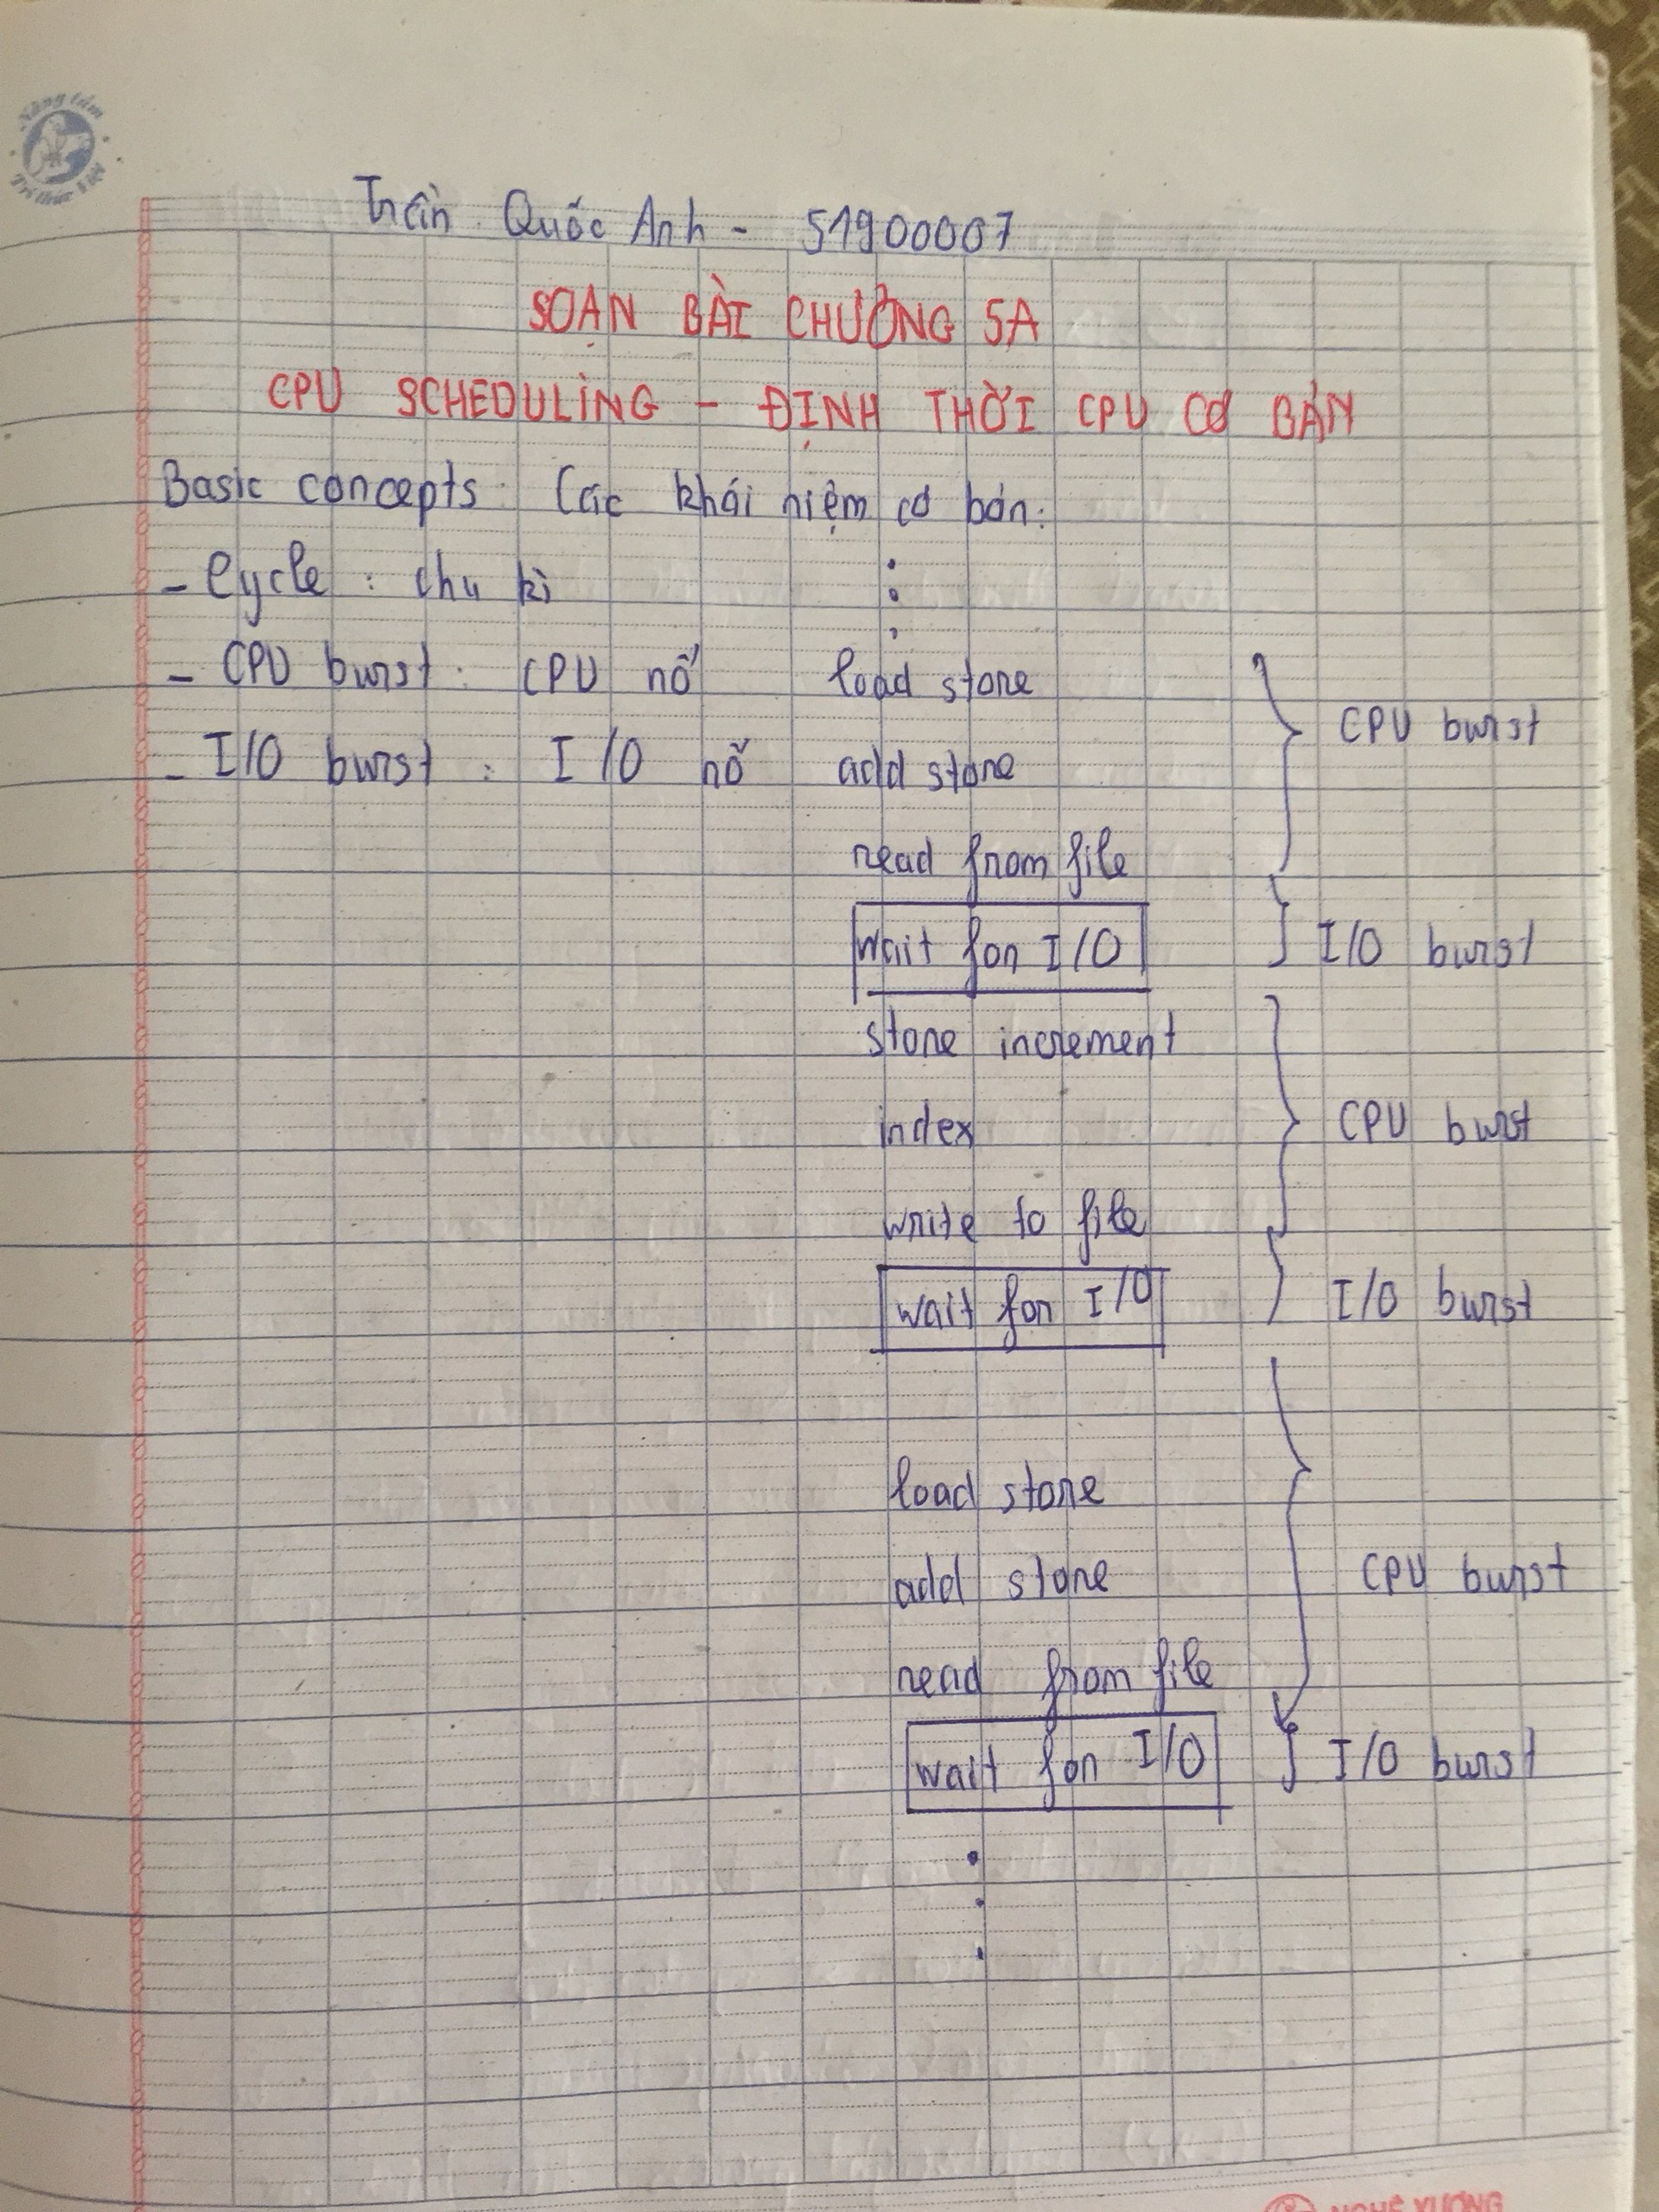 Nâng tầm
Tri thức Việt
Trần Quốc Anh - 51900007
SOẠN BÀI CHƯƠNG 5A
CPU SCHEDULING - ĐỊNH THỜI CPU CƠ BẢN
Basic concepts: Các khái niệm cơ bản:
- Cycle: chu kì
- CPU burst: CPU nổ load store CPU burst
- I/O burst: I/O nổ add store
read from file
wait for I/O I/O burst
store increment
index CPU burst
write to file
wait for I/O I/O burst
load store
add store CPU burst
read from file
wait for I/O I/O burst
NGHÊ XƯƠNG